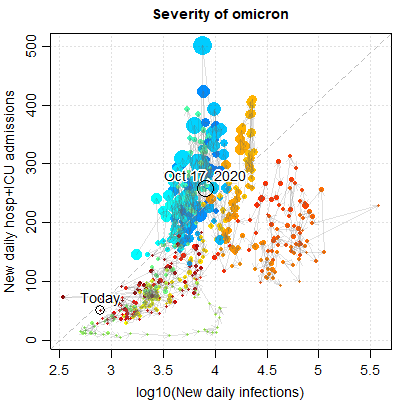 Severity of omicron
New daily hosp+ICU admissions
500
400
300
200
100
0
Oct 17, 2020
Today
2.5 3 3.5 4 4.5 5 5.5
log10(New daily infections)